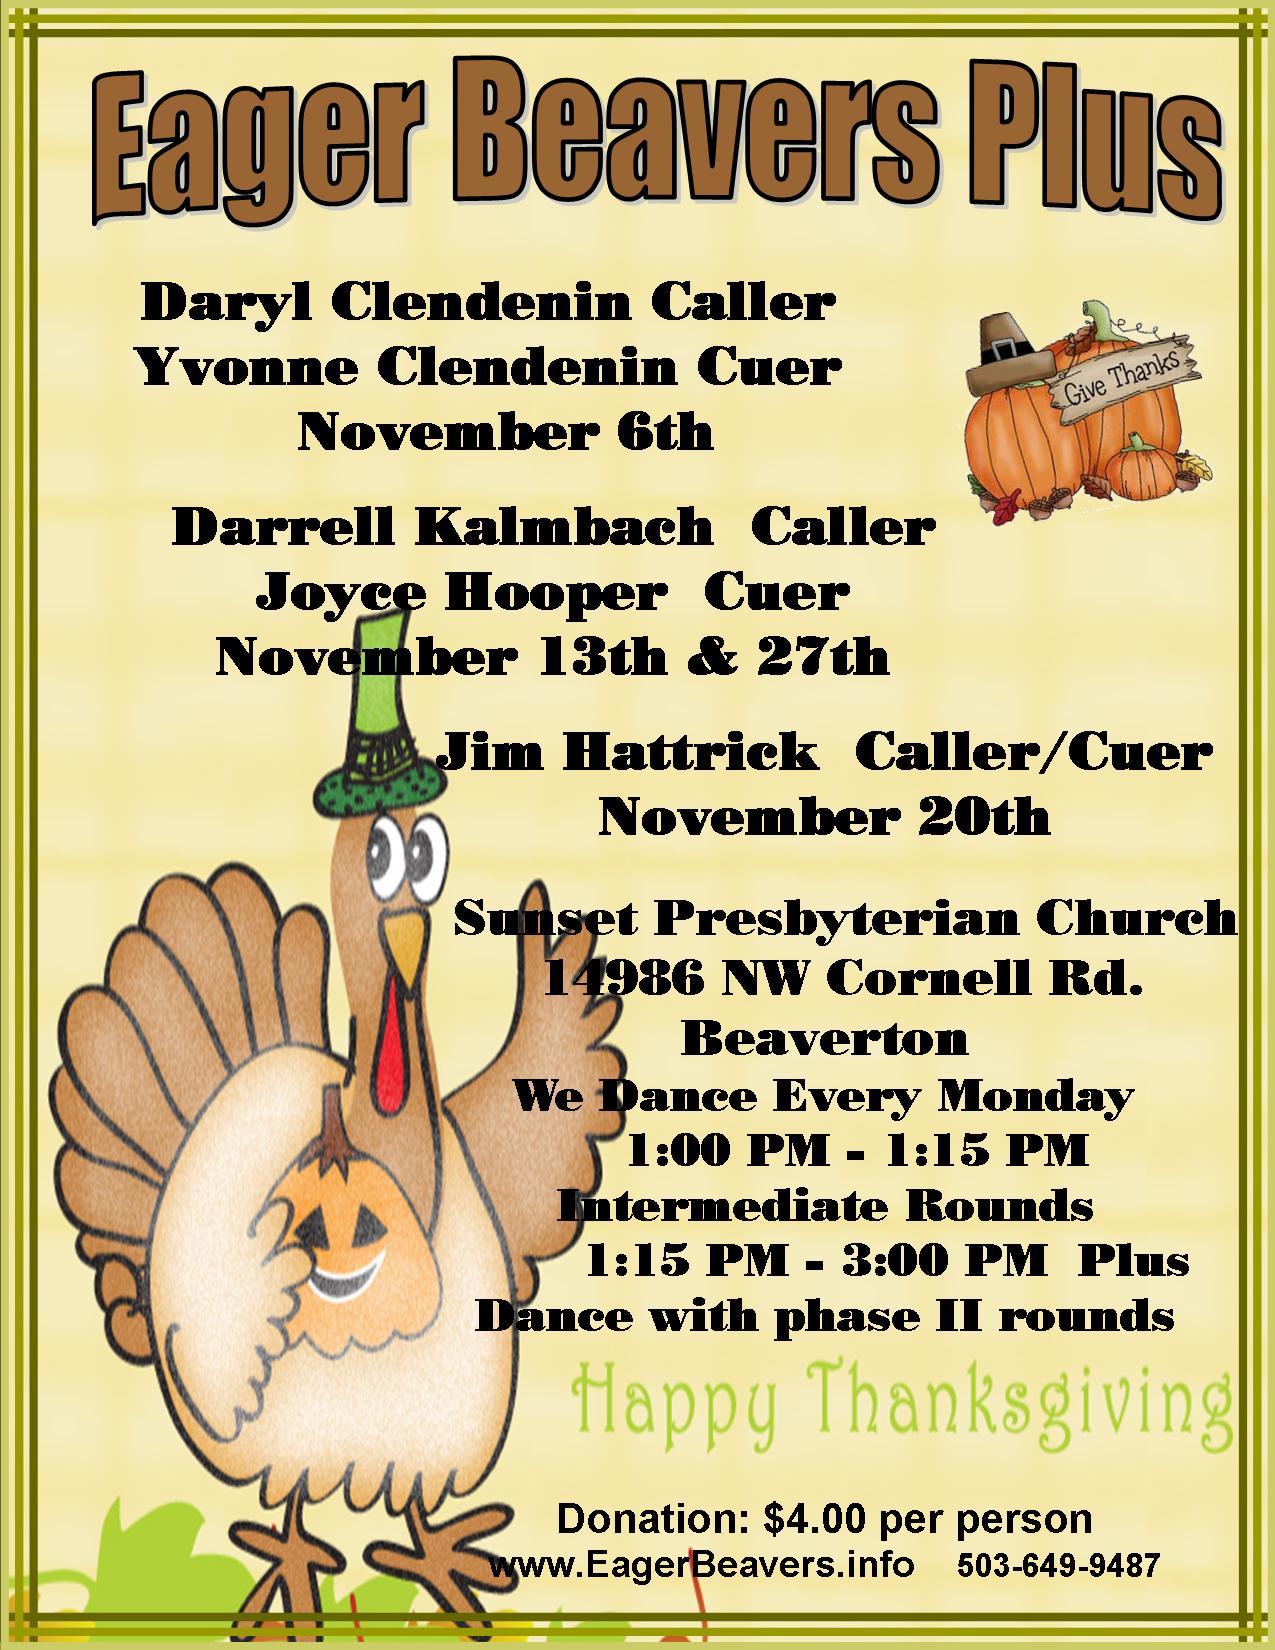 Eager Beavers Plus
Daryl Clendenin Caller
Yvonne Clendenin Cuer
November 6th
Give Thanks
Darrell Kalmbach  Caller
Joyce Hooper  Cuer
November 13th & 27th
Jim Hattrick  Caller/Cuer
November 20th
Sunset Presbyterian Church
14986 NW Cornell Rd.
Beaverton
We Dance Every Monday
1:00 PM - 1:15 PM
Intermediate Rounds
1:15 PM - 3:00 PM  Plus
Dance with phase II rounds
Happy Thanksgiving
Donation: $4.00 per person
www.EagerBeavers.info    503-649-9487